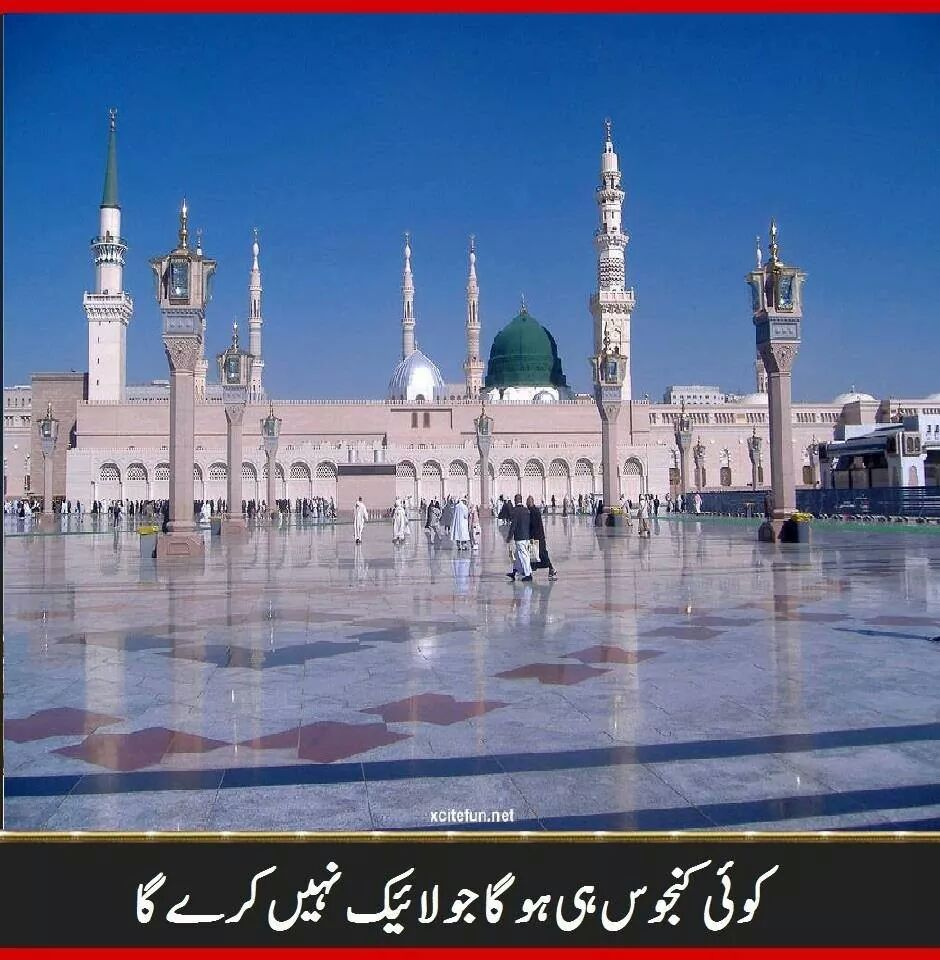 xcitefun.net
کوئی کنجوس ہی ہو گا جو لائیک نہیں کرے گا